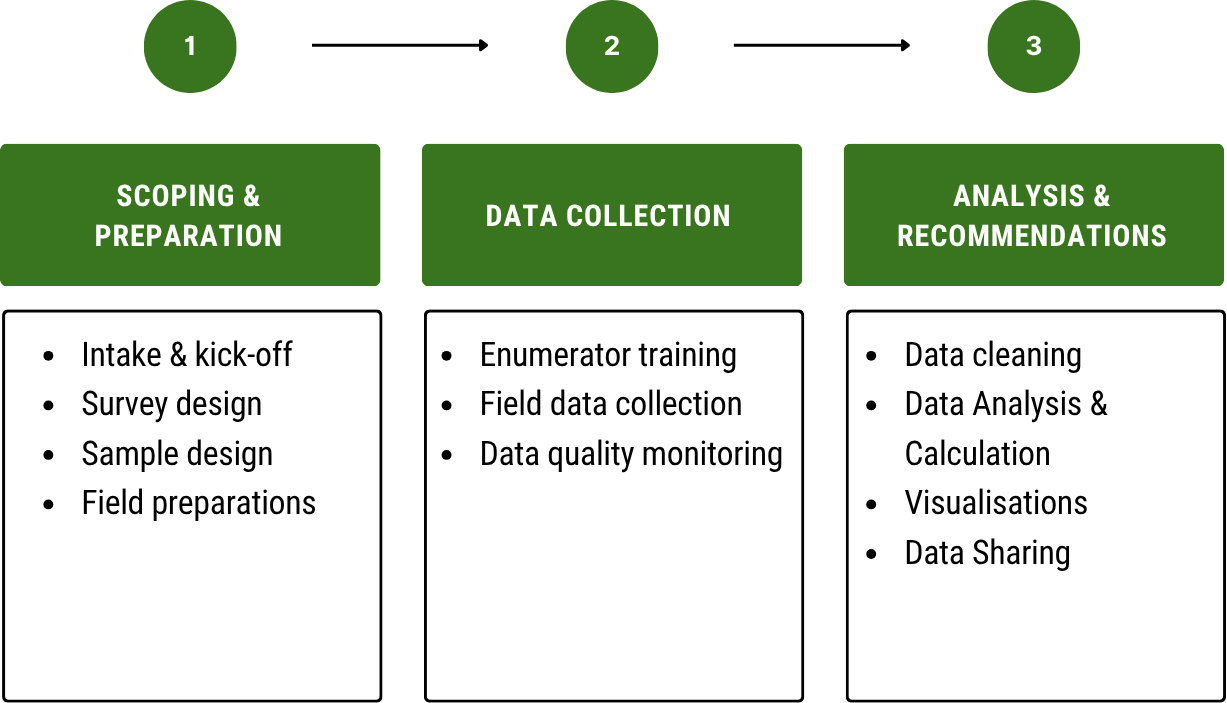 1
2
3
SCOPING &
PREPARATION
DATA COLLECTION
ANALYSIS &
RECOMMENDATIONS
• Intake & kick-off
• Survey design
• Sample design
• Field preparations
• Enumerator training
• Field data collection
• Data quality monitoring
• Data cleaning
• Data Analysis &
Calculation
• Visualisations
• Data Sharing